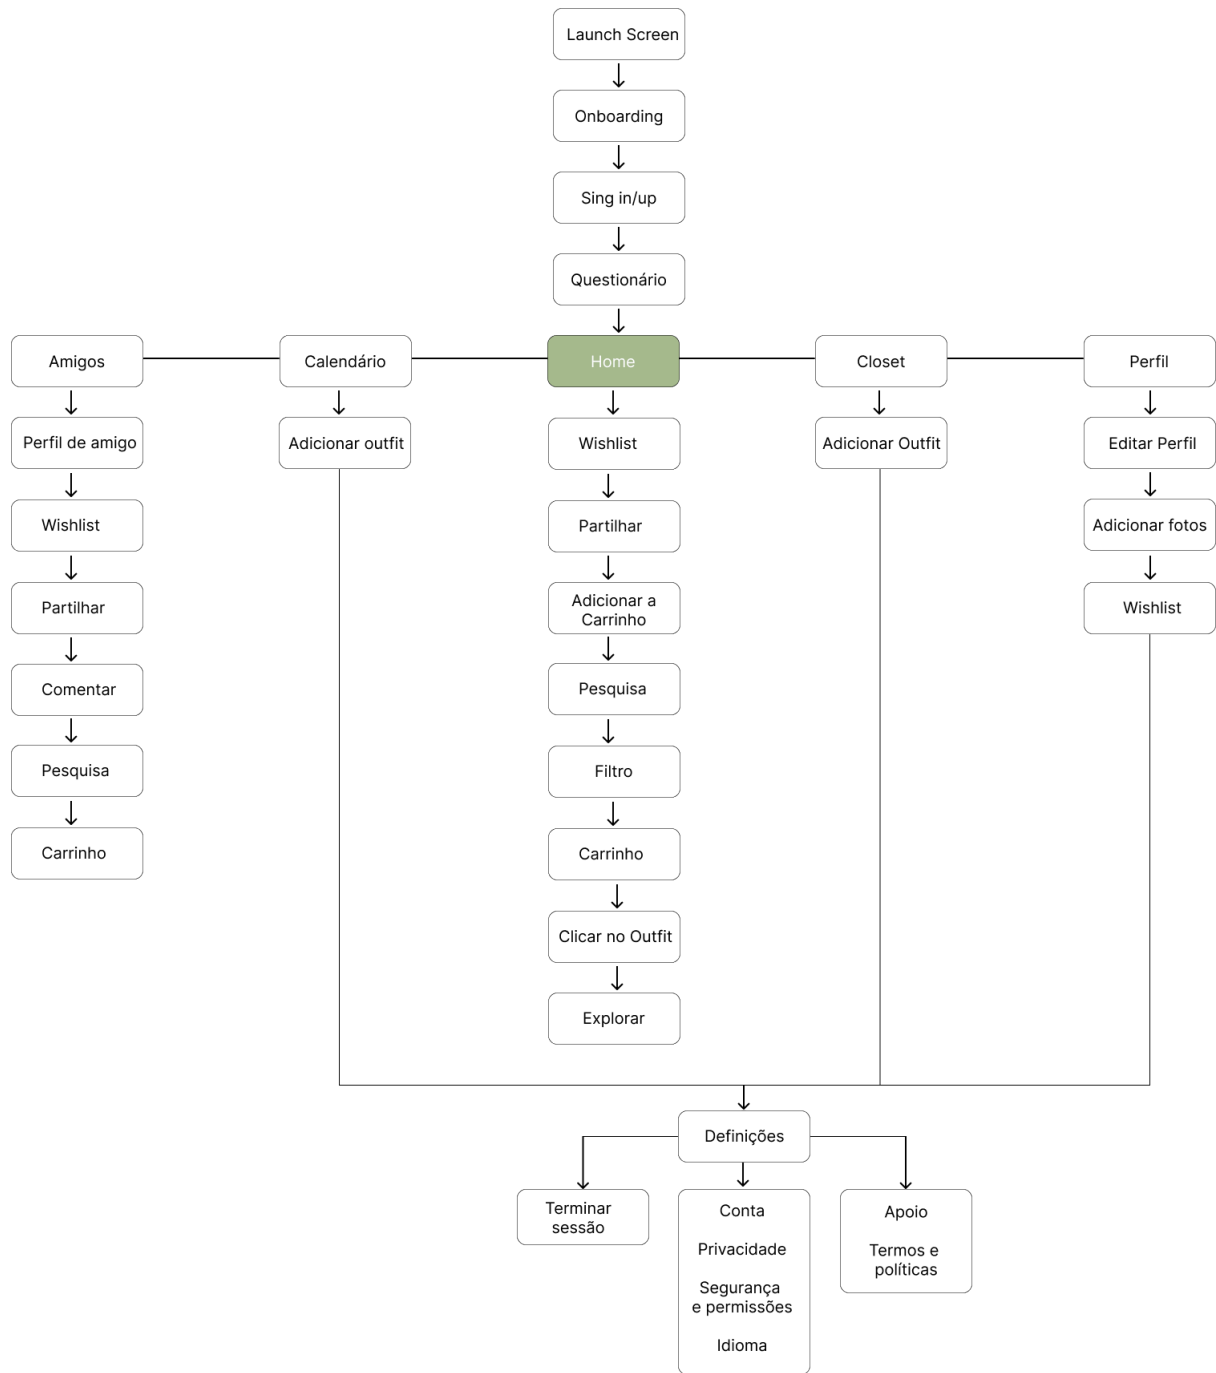 Launch Screen
Onboarding
Sing in/up
Questionário
Amigos
Calendário
Home
Closet
Perfil
Perfil de amigo
Adicionar outfit
Wishlist
Adicionar Outfit
Editar Perfil
Wishlist
Partilhar
Adicionar fotos
Partilhar
Adicionar a
Carrinho
Wishlist
Comentar
Pesquisa
Pesquisa
Filtro
Carrinho
Carrinho
Clicar no Outfit
Explorar
Definições
Terminar
sessão
Conta
Privacidade
Segurança
e permissões
Idioma
Apoio
Termos e
políticas